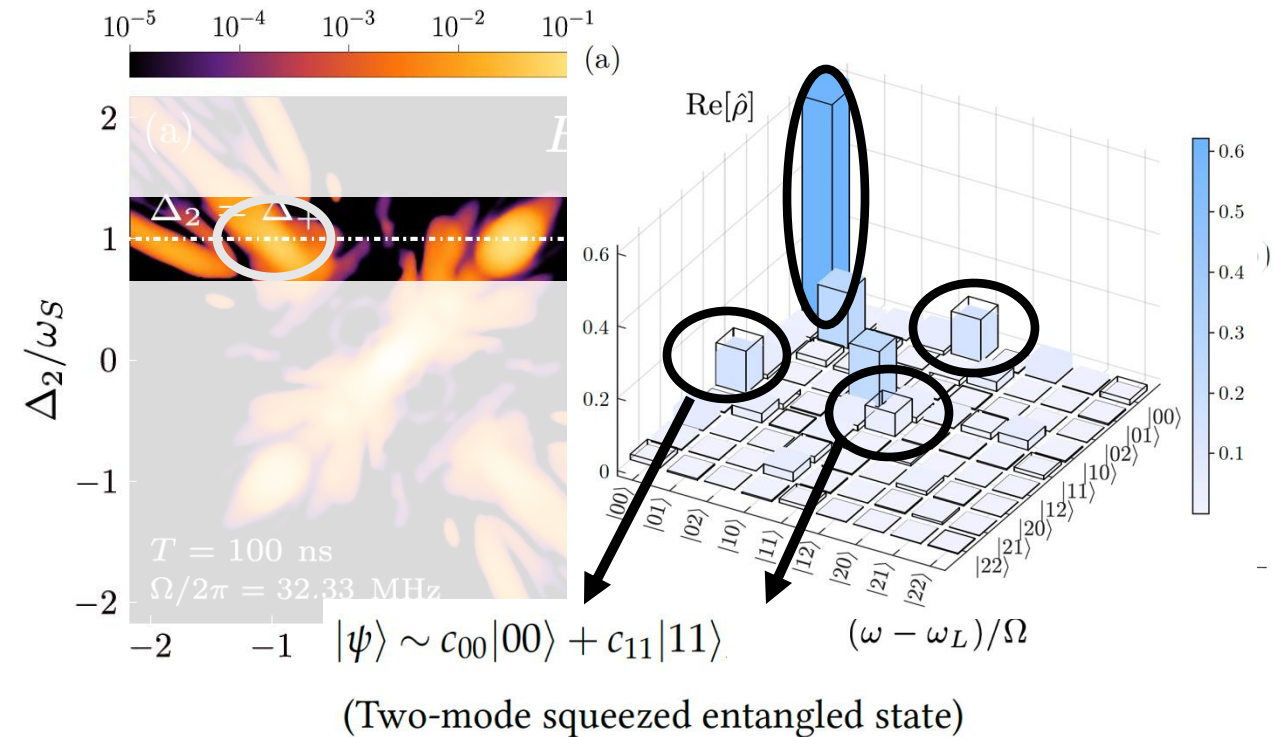 10⁻⁵ 10⁻⁴ 10⁻³ 10⁻² 10⁻¹
(a)
Re[ρ̂]
(a)
E
Δ₂ = Δ₊
Δ₂/ω_S
2
1
0
−1
−2
T = 100 ns
Ω/2π = 32.33 MHz
−2 −1
0.6
0.4
0.2
0
|00⟩ |01⟩ |02⟩ |10⟩ |11⟩ |12⟩ |20⟩ |21⟩ |22⟩
|00⟩
|01⟩
|02⟩
|10⟩
|11⟩
|12⟩
|20⟩
|21⟩
|22⟩
0.6
0.5
0.4
0.3
0.2
0.1
)
|ψ⟩ ∼ c₀₀|00⟩ + c₁₁|11⟩
(ω − ω_L)/Ω
(Two-mode squeezed entangled state)